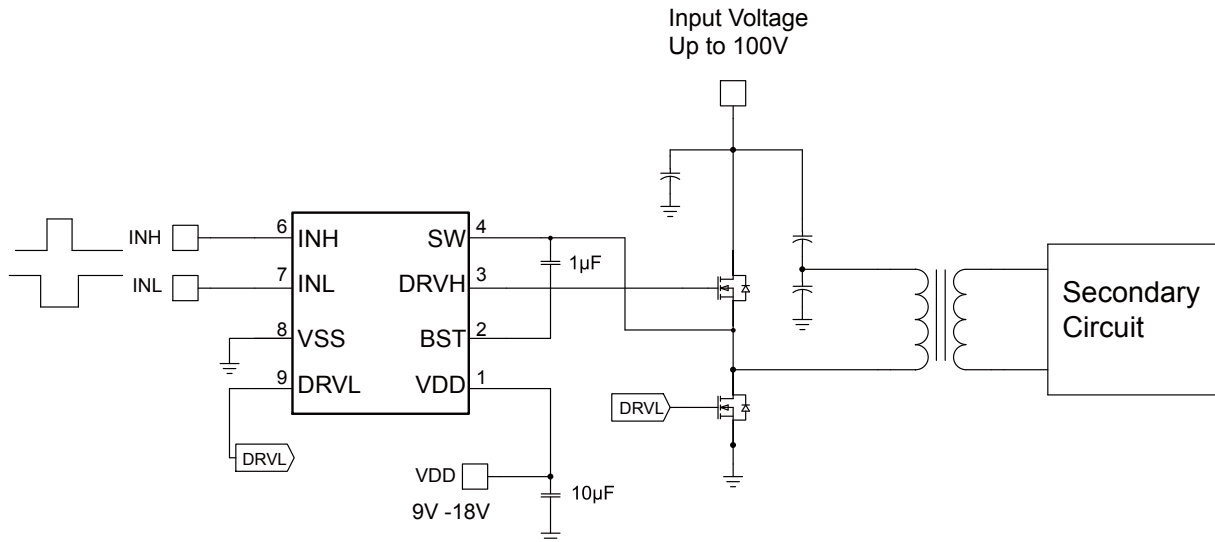 Input Voltage
Up to 100V
INH
6
INH
SW
4
1µF
INL
7
INL
DRVH
3
8
VSS
BST
2
9
DRVL
VDD
1
DRVL
DRVL
VDD
10µF
9V -18V
Secondary
Circuit